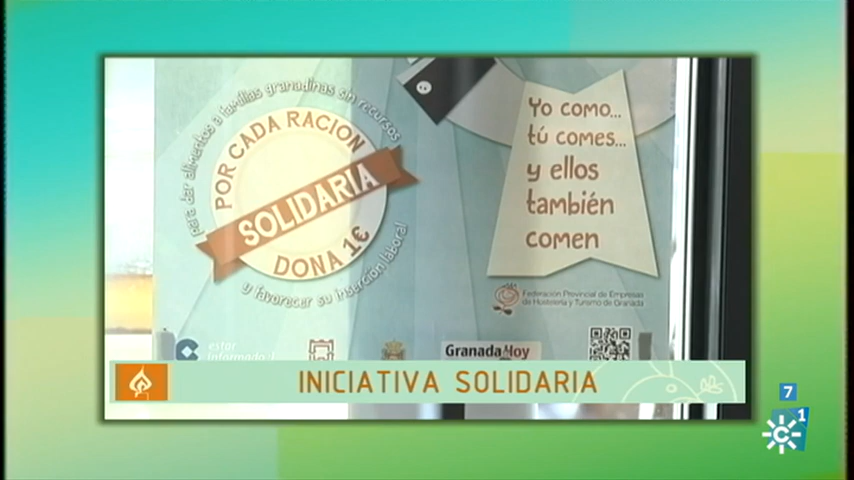 para dar alimentos a familias granadinas sin recursos
POR CADA RACION
SOLIDARIA
DONA 1€
y favorecer su inserción laboral
Yo como...
tú comes...
y ellos
también
comen
Federación Provincial de Empresas
de Hostelería y Turismo de Granada
estar
Informado
Granada Hoy
INICIATIVA SOLIDARIA
7
1